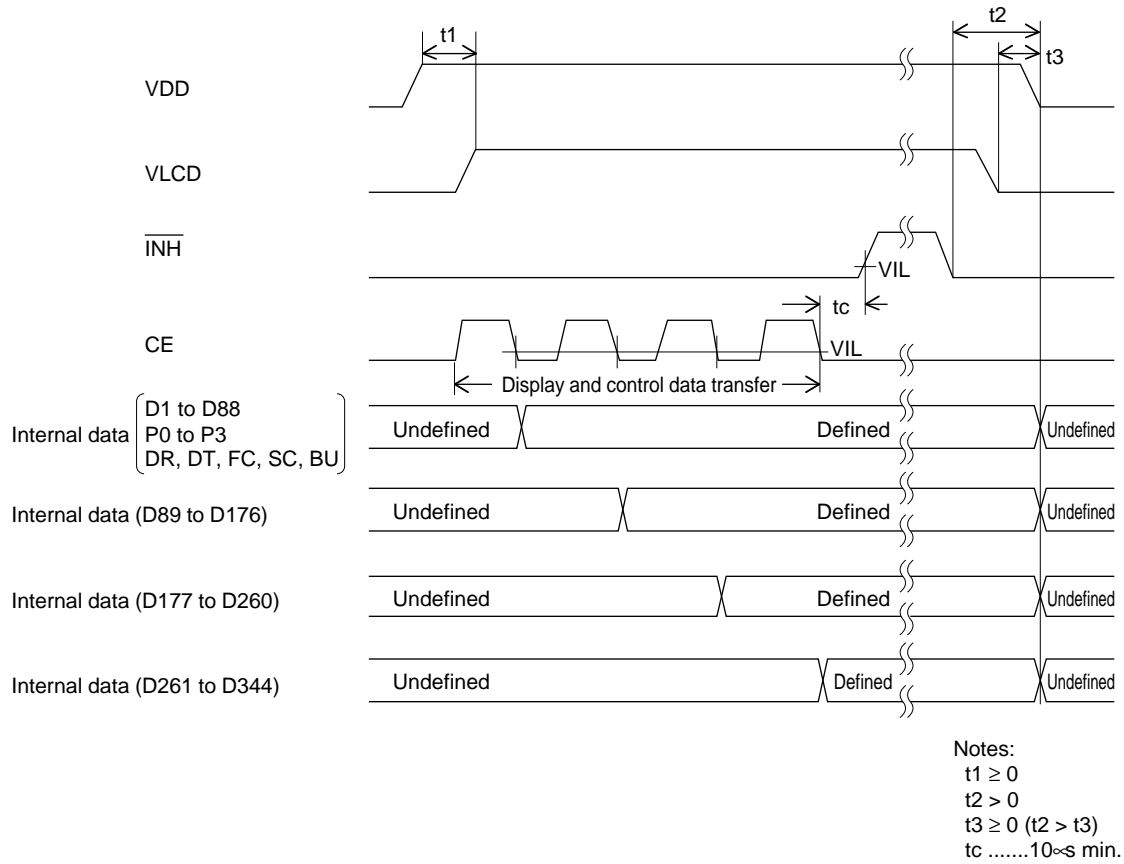 t1
t2
t3
VDD
VLCD
INH
VIL
tc
CE
VIL
Display and control data transfer
Internal data
D1 to D88
P0 to P3
DR, DT, FC, SC, BU
Undefined
Defined
Undefined
Internal data (D89 to D176)
Undefined
Defined
Undefined
Internal data (D177 to D260)
Undefined
Defined
Undefined
Internal data (D261 to D344)
Undefined
Defined
Undefined
Notes:
t1 ≥ 0
t2 > 0
t3 ≥ 0 (t2 > t3)
tc .......10∝s min.